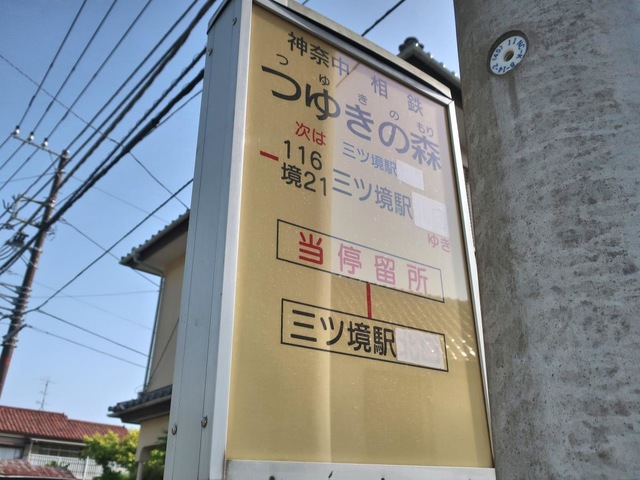 神奈中 相鉄
つゆきのもり
つゆきの森
次は
116 三ツ境駅
境21 三ツ境駅
ゆき
当停留所
三ツ境駅